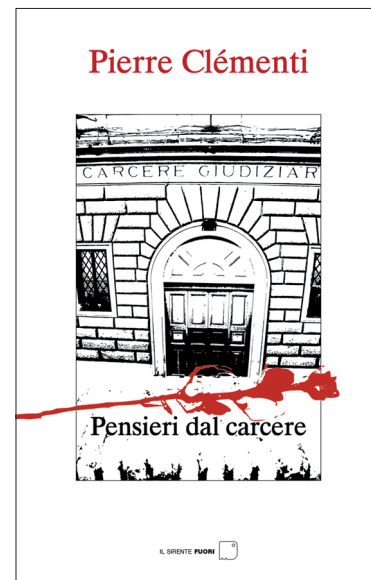 Pierre Clémenti
CARCERE GIUDIZIAR
Pensieri dal carcere
IL SIRENTE FUORI